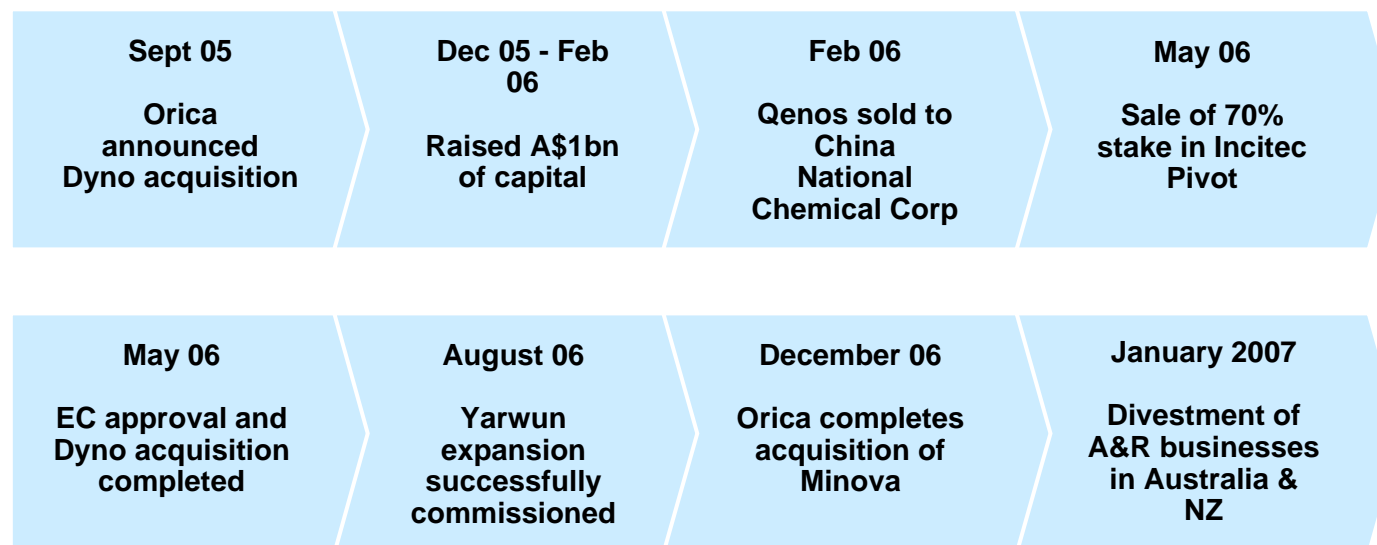 Sept 05
Orica
announced
Dyno acquisition
Dec 05 - Feb
06
Raised A$1bn
of capital
Feb 06
Qenos sold to
China
National
Chemical Corp
May 06
Sale of 70%
stake in Incitec
Pivot
May 06
EC approval and
Dyno acquisition
completed
August 06
Yarwun
expansion
successfully
commissioned
December 06
Orica completes
acquisition of
Minova
January 2007
Divestment of
A&R businesses
in Australia &
NZ